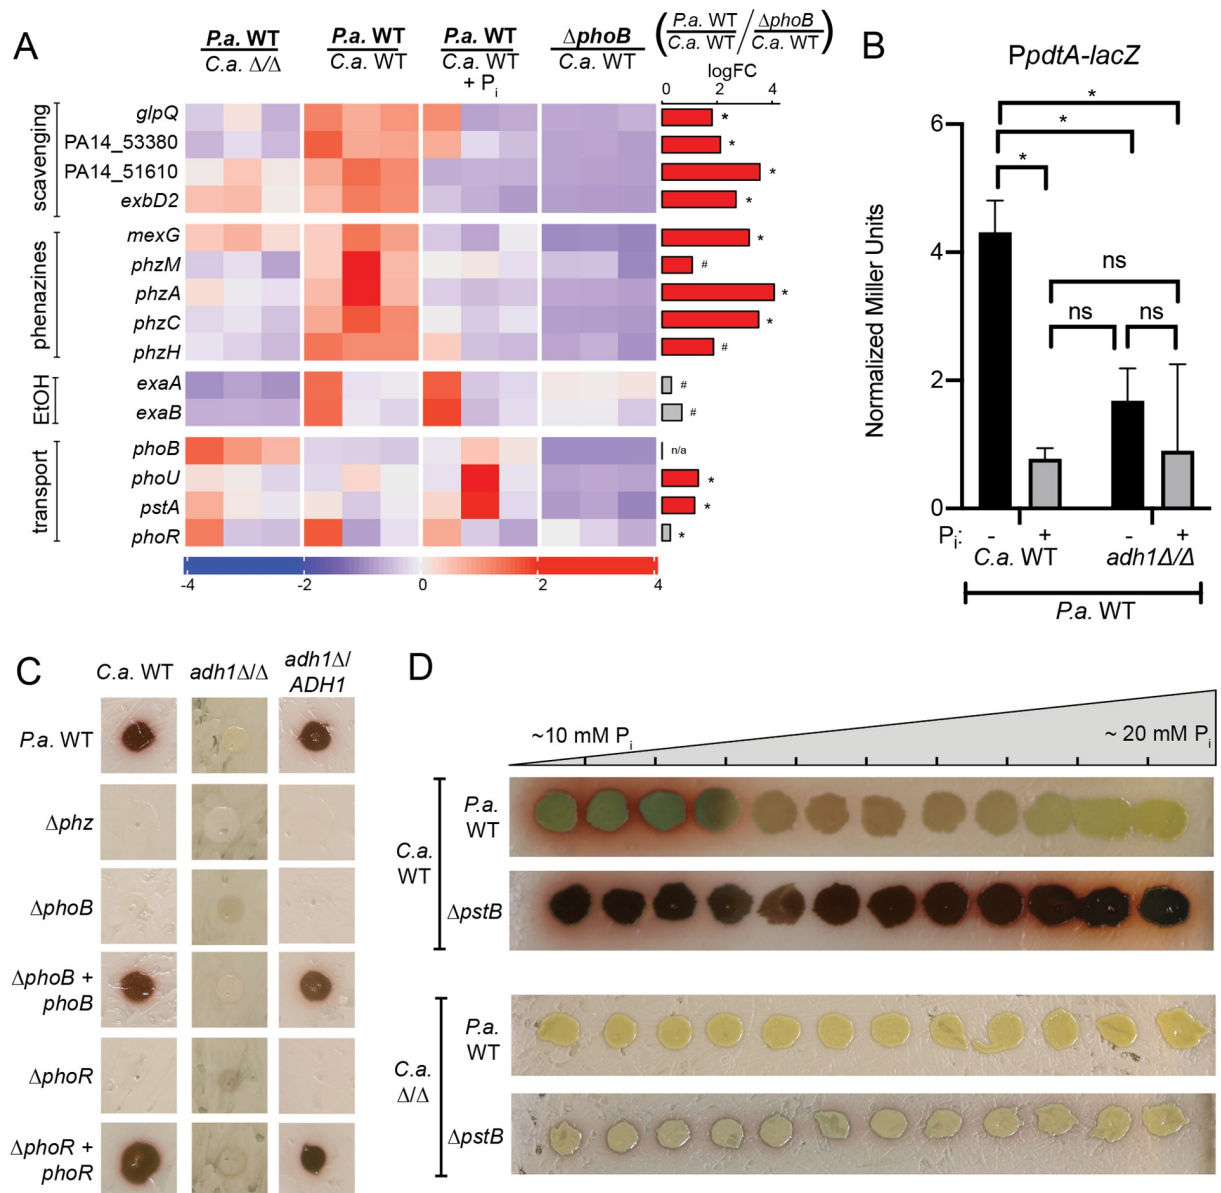 A
P.a. WT
C.a. Δ/Δ
P.a. WT
C.a. WT
P.a. WT
C.a. WT
+ Pi
ΔphoB
C.a. WT
(P.a. WT / ΔphoB)
C.a. WT / C.a. WT
logFC
0 2 4
scavenging
glpQ *
PA14_53380 *
PA14_51610 *
exbD2 *
phenazines
mexG *
phzM #
phzA *
phzC *
phzH #
EtOH
exaA #
exaB #
transport
phoB n/a
phoU *
pstA *
phoR *
-4 -2 0 2 4
B
PpdtA-lacZ
Normalized Miller Units
6
4
2
0
*
*
*
ns
ns
ns
Pi: - + - +
C.a. WT adh1Δ/Δ
P.a. WT
C
C.a. WT adh1Δ/Δ adh1Δ/
ADH1
P.a. WT
Δphz
ΔphoB
ΔphoB +
phoB
ΔphoR
ΔphoR +
phoR
D
~10 mM Pi ~ 20 mM Pi
C.a.
WT
P.a.
WT
ΔpstB
C.a.
Δ/Δ
P.a.
WT
ΔpstB